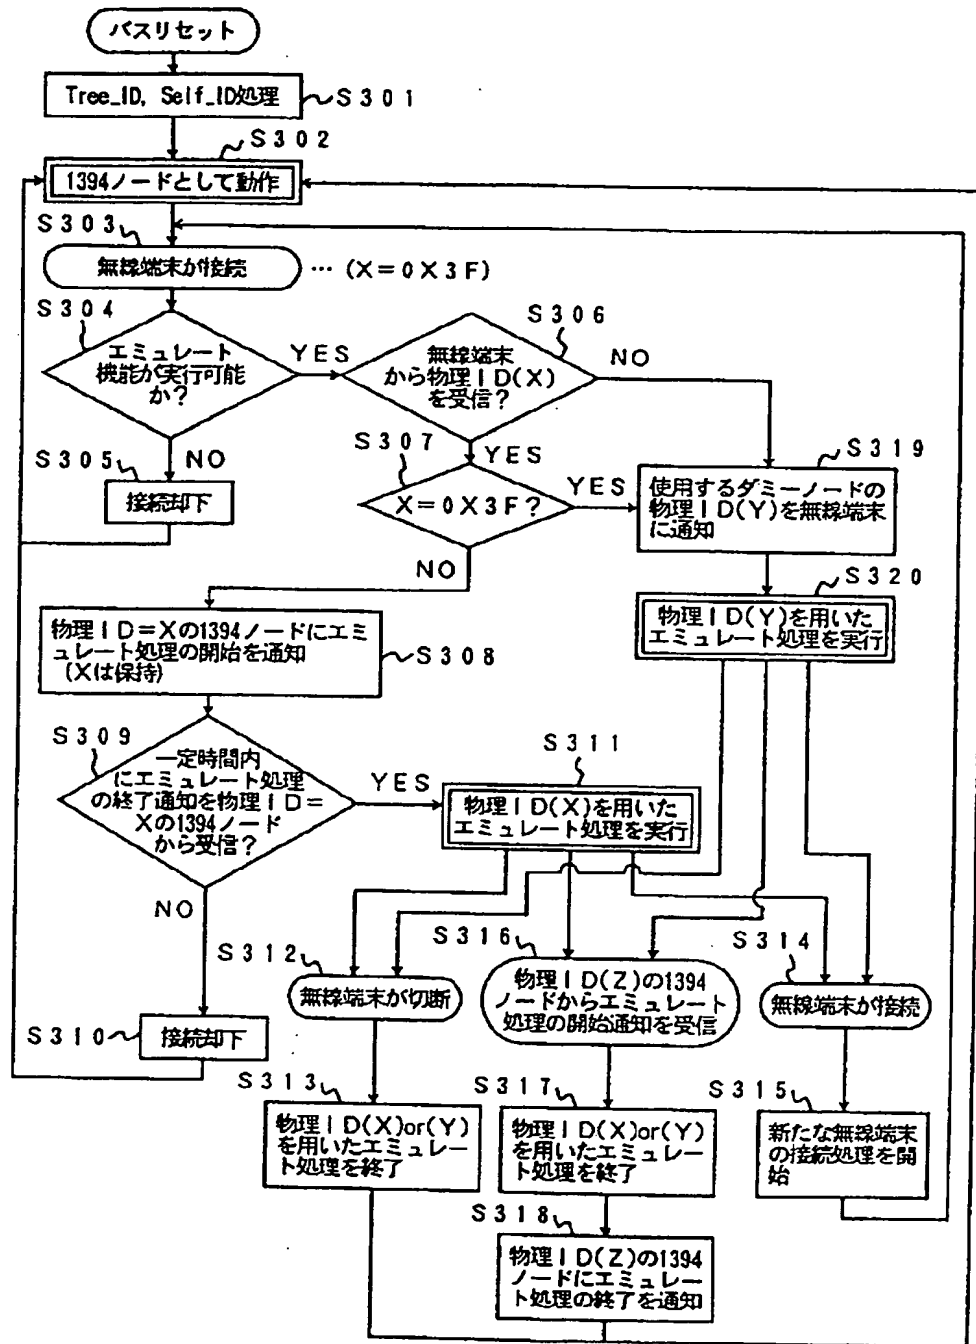 バスリセット
Tree_ID, Self_ID処理
S301
S302
1394ノードとして動作
S303
無線端末が接続
… (X=0X3F)
S304
エミュレート
機能が実行可能
か?
YES
S306
無線端末
から物理ID(X)
を受信?
NO
S305
NO
接続却下
S307
YES
X=0X3F?
YES
S319
使用するダミーノードの
物理ID(Y)を無線端末
に通知
NO
S320
物理ID(Y)を用いた
エミュレート処理を実行
物理ID=Xの1394ノードにエミ
ュレート処理の開始を通知
(Xは保持)
S308
S309
一定時間内
にエミュレート処理
の終了通知を物理ID=
Xの1394ノード
から受信?
YES
S311
物理ID(X)を用いた
エミュレート処理を実行
NO
S312
無線端末が切断
S316
物理ID(Z)の1394
ノードからエミュレート
処理の開始通知を受信
S314
無線端末が接続
S310
接続却下
S313
物理ID(X)or(Y)
を用いたエミュレー
ト処理を終了
S317
物理ID(X)or(Y)
を用いたエミュレー
ト処理を終了
S315
新たな無線端末
の接続処理を開
始
S318
物理ID(Z)の1394
ノードにエミュレー
ト処理の終了を通知